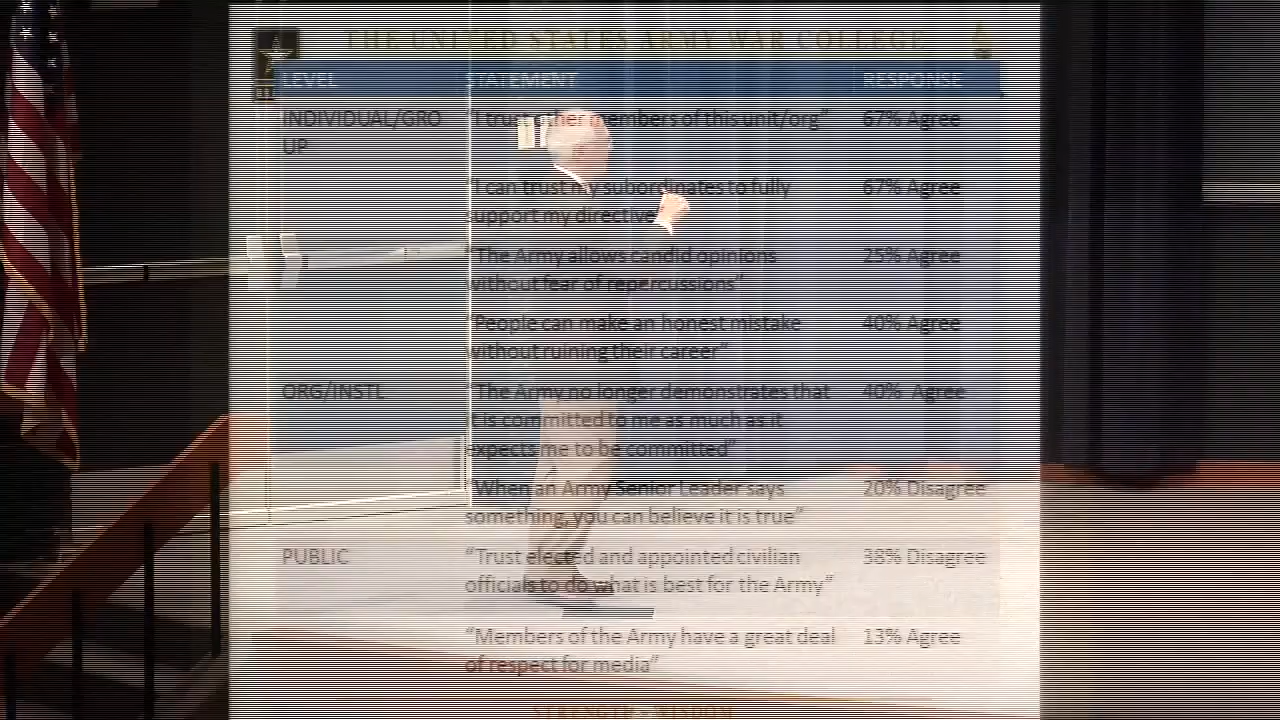 THE UNITED STATES ARMY WAR COLLEGE
LEVEL STATEMENT RESPONSE
INDIVIDUAL/GRO “I trust other members of this unit/org” 67% Agree
UP
“I can trust my subordinates to fully 67% Agree
support my directive”
“The Army allows candid opinions 25% Agree
without fear of repercussions”
“People can make an honest mistake 40% Agree
without ruining their career”
ORG/INSTL “The Army no longer demonstrates that 40% Agree
it is committed to me as much as it
expects me to be committed”
“When an Army Senior Leader says 20% Disagree
something, you can believe it is true”
PUBLIC “Trust elected and appointed civilian 38% Disagree
officials to do what is best for the Army”
“Members of the Army have a great deal 13% Agree
of respect for media”
STRENGTH - WISDOM